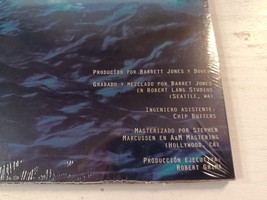 Producido por Barrett Jones y
Grabado y mezclado por Barret Jones
en Robert Lang Studios
(Seattle, WA)
Ingeniero asistente:
Chip Butters
Masterizado por Stephen
Marcussen en A&M Mastering
(Hollywood, CA)
Producción ejecutiva:
Robert